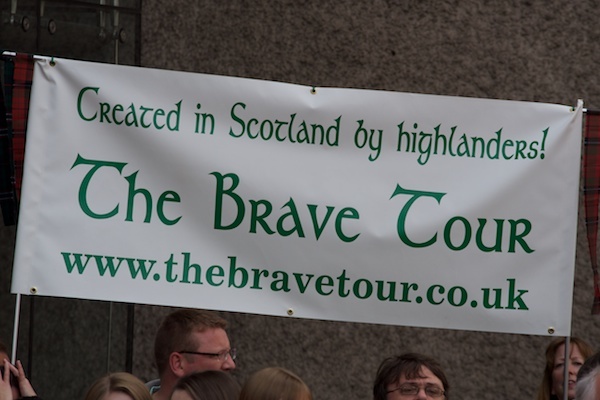 Created in Scotland by highlanders!
The Brave Tour
www.thebravetour.co.uk